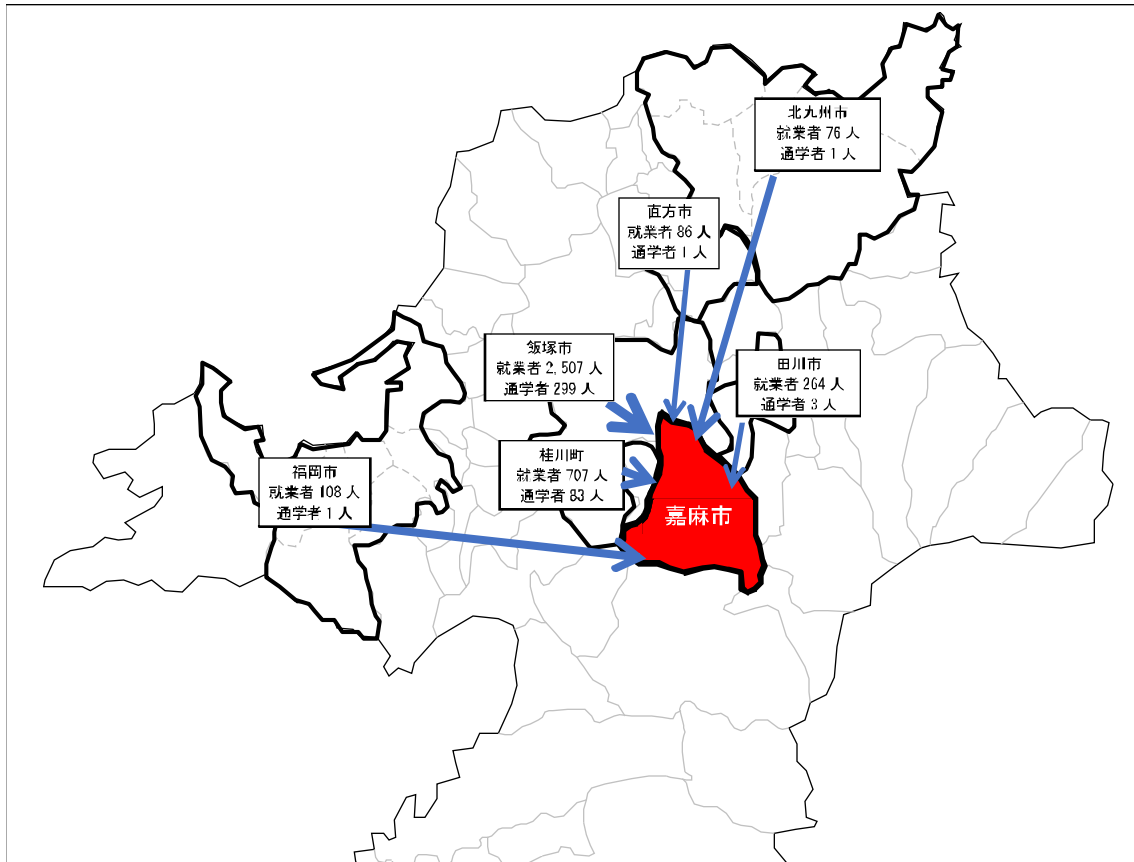 北九州市
就業者 76 人
通学者 1 人
直方市
就業者 86 人
通学者 1 人
飯塚市
就業者 2,507 人
通学者 299 人
田川市
就業者 264 人
通学者 3 人
桂川町
就業者 707 人
通学者 83 人
福岡市
就業者 108 人
通学者 1 人
嘉麻市